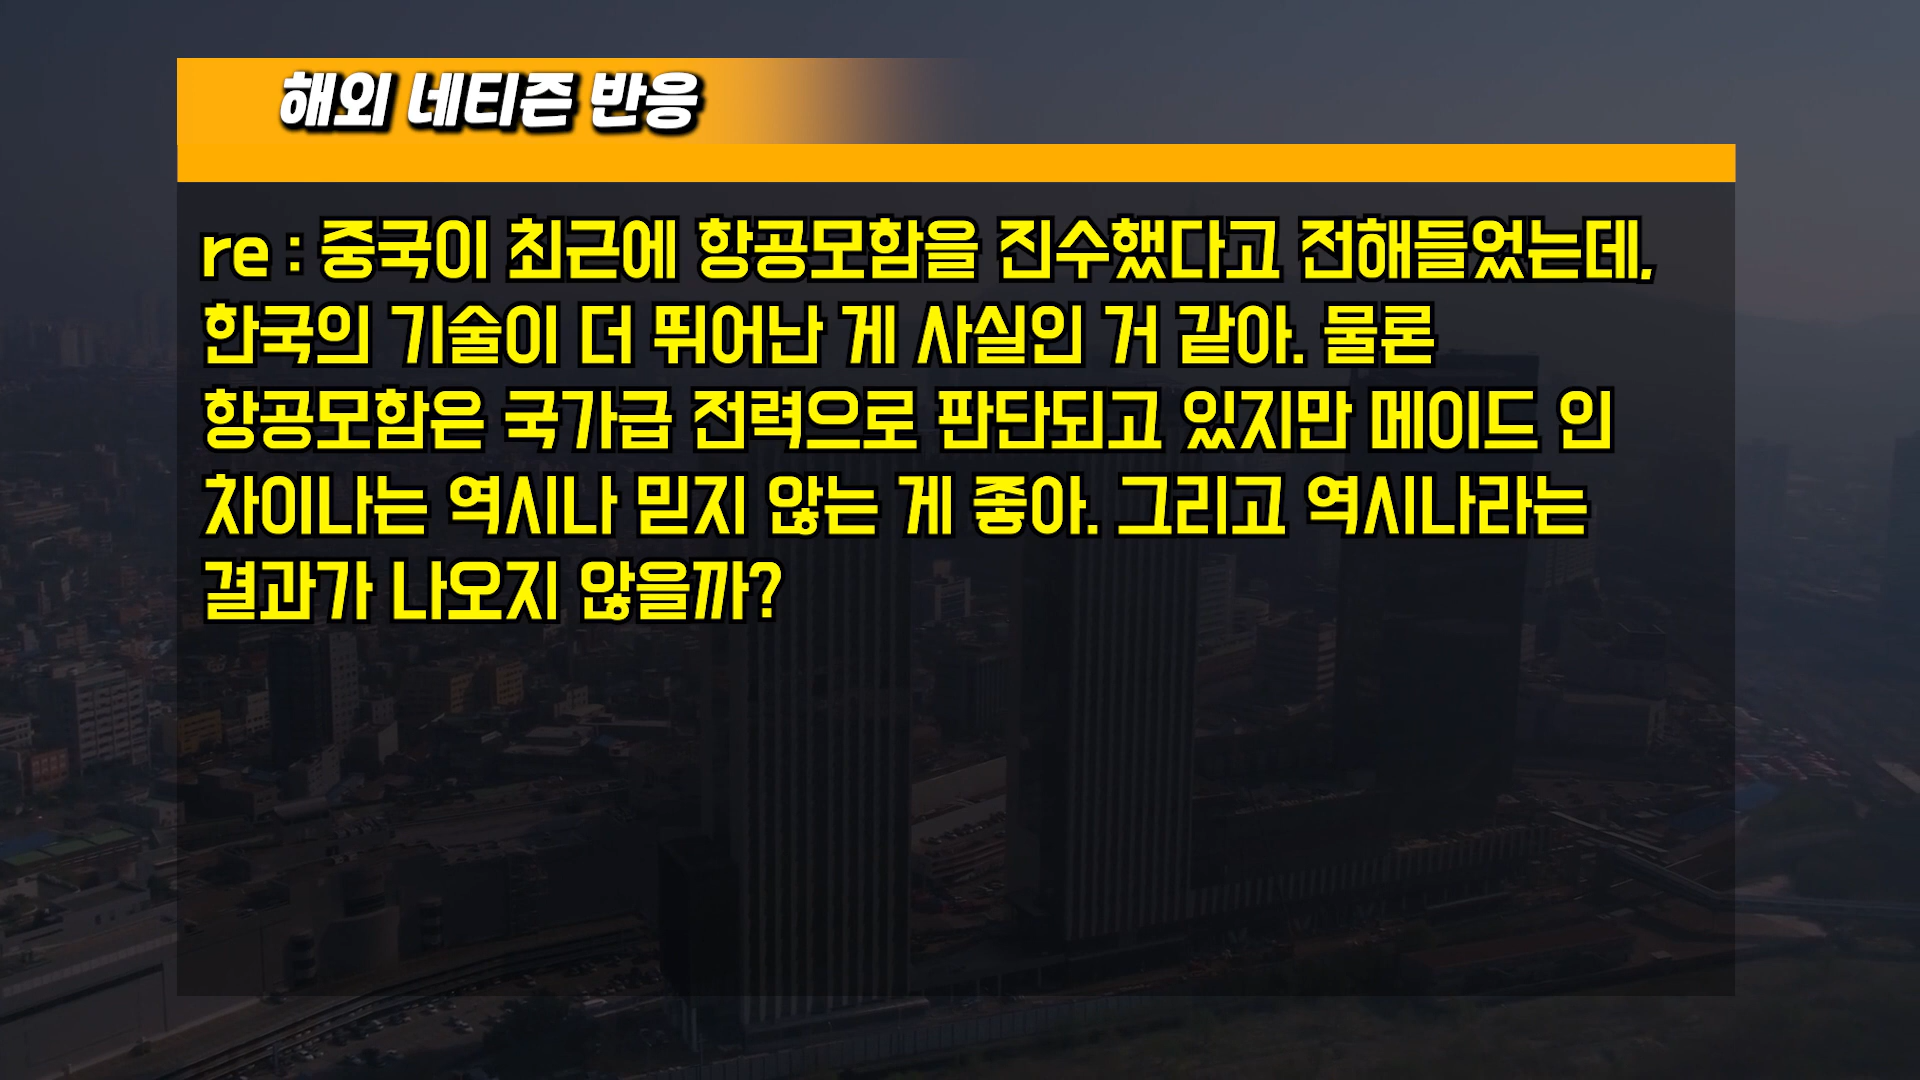 해외 네티즌 반응
re : 중국이 최근에 항공모함을 진수했다고 전해들었는데,
한국의 기술이 더 뛰어난 게 사실인 거 같아. 물론
항공모함은 국가급 전력으로 판단되고 있지만 메이드 인
차이나는 역시나 믿지 않는 게 좋아. 그리고 역시나라는
결과가 나오지 않을까?